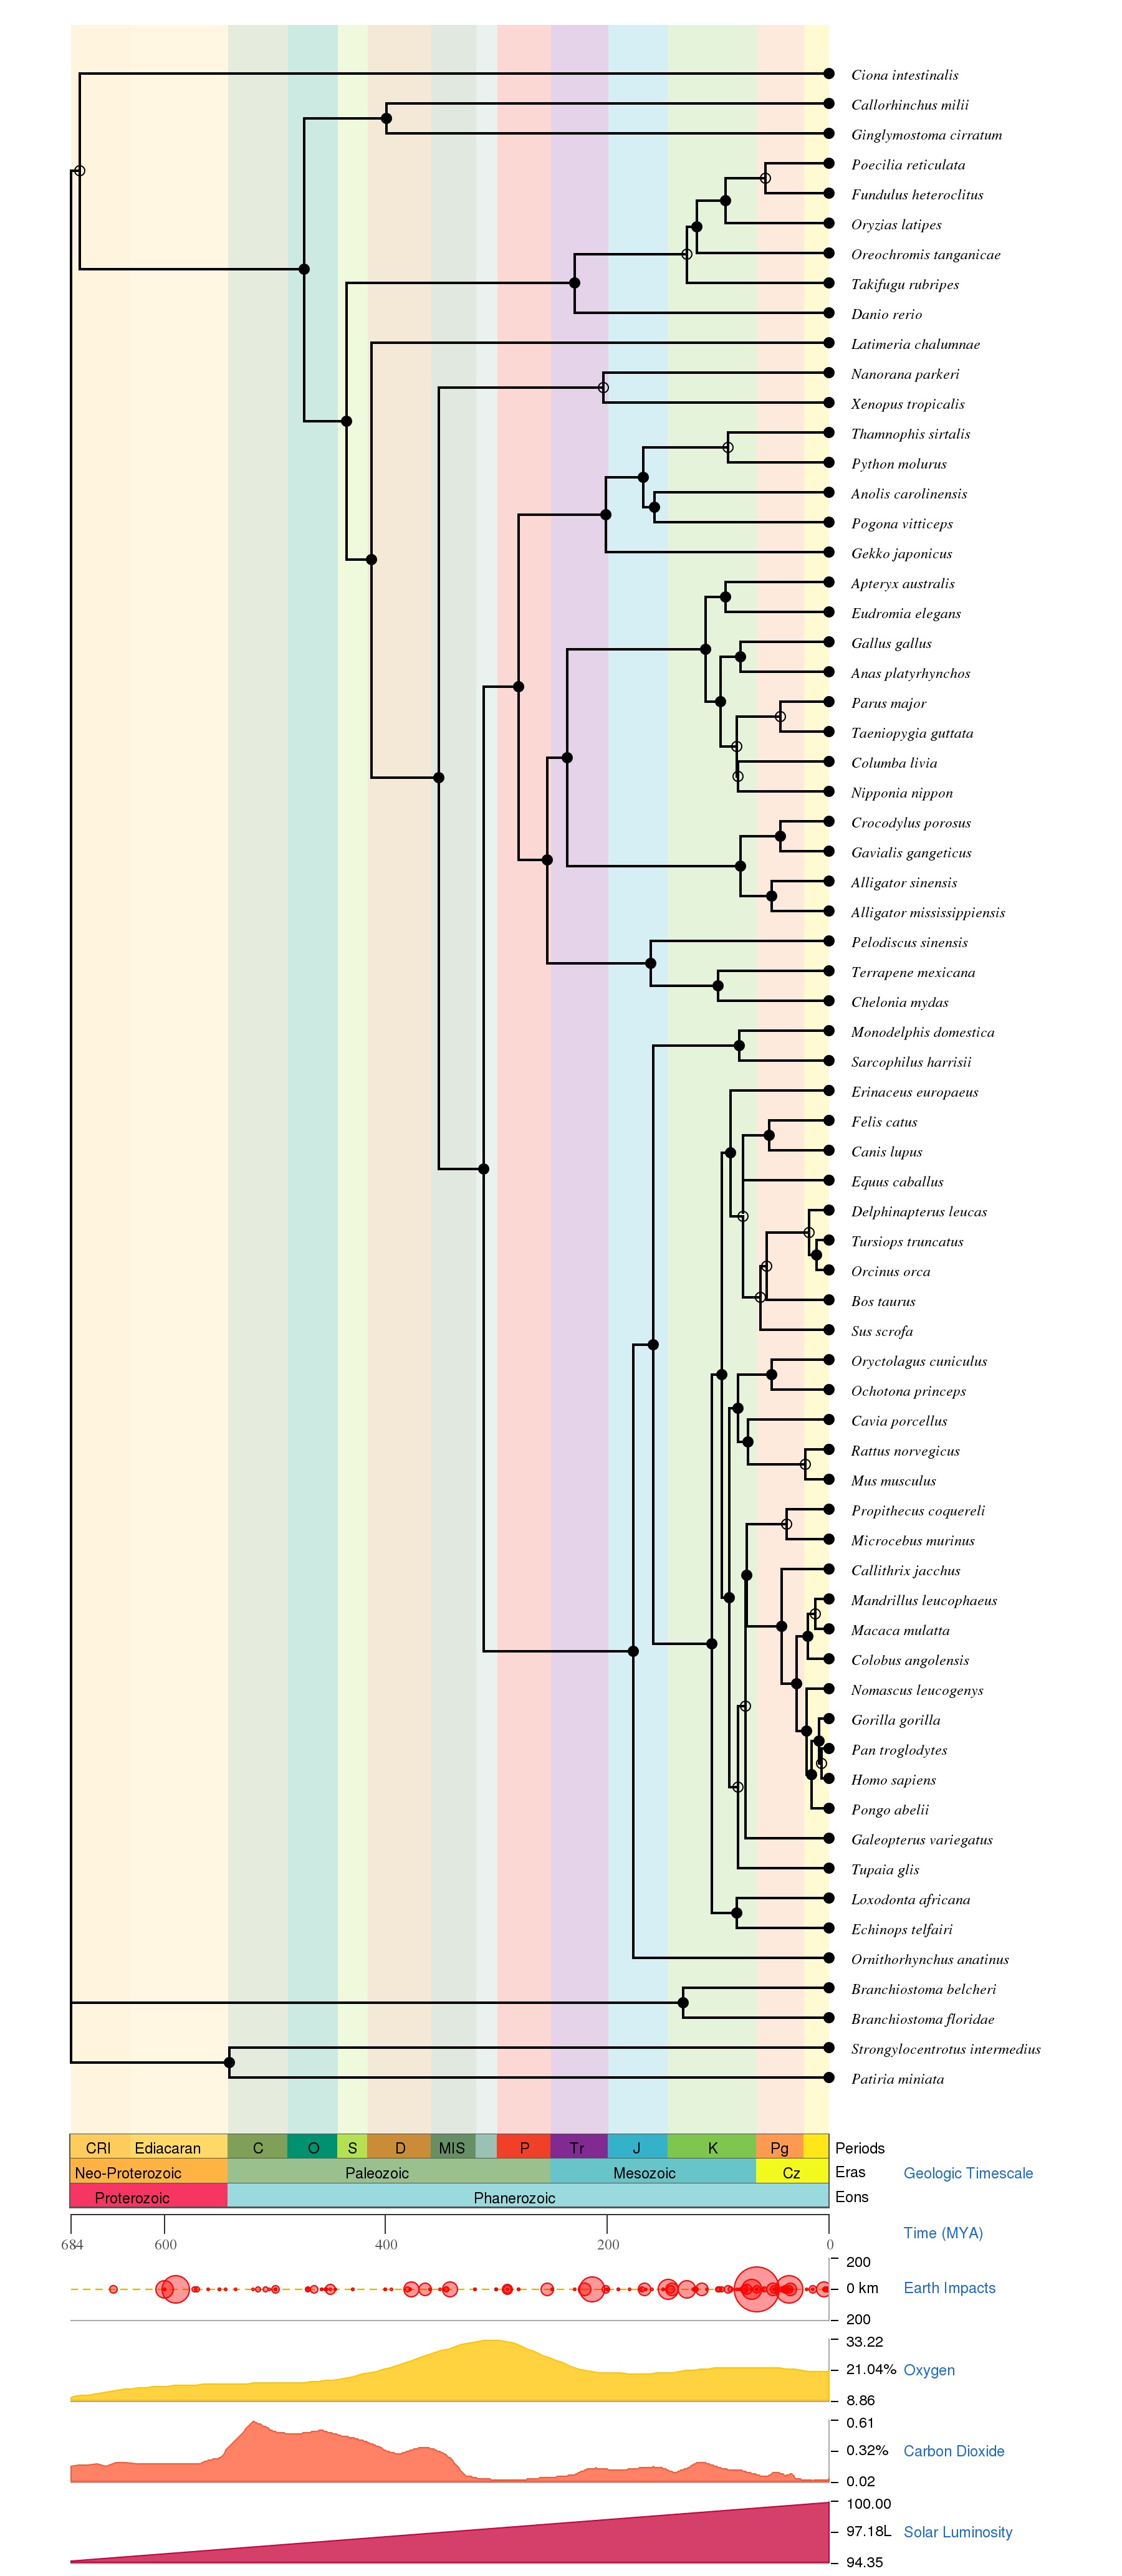 Ciona intestinalis
Callorhinchus milii
Ginglymostoma cirratum
Poecilia reticulata
Fundulus heteroclitus
Oryzias latipes
Oreochromis tanganicae
Takifugu rubripes
Danio rerio
Latimeria chalumnae
Nanorana parkeri
Xenopus tropicalis
Thamnophis sirtalis
Python molurus
Anolis carolinensis
Pogona vitticeps
Gekko japonicus
Apteryx australis
Eudromia elegans
Gallus gallus
Anas platyrhynchos
Parus major
Taeniopygia guttata
Columba livia
Nipponia nippon
Crocodylus porosus
Gavialis gangeticus
Alligator sinensis
Alligator mississippiensis
Pelodiscus sinensis
Terrapene mexicana
Chelonia mydas
Monodelphis domestica
Sarcophilus harrisii
Erinaceus europaeus
Felis catus
Canis lupus
Equus caballus
Delphinapterus leucas
Tursiops truncatus
Orcinus orca
Bos taurus
Sus scrofa
Oryctolagus cuniculus
Ochotona princeps
Cavia porcellus
Rattus norvegicus
Mus musculus
Propithecus coquereli
Microcebus murinus
Callithrix jacchus
Mandrillus leucophaeus
Macaca mulatta
Colobus angolensis
Nomascus leucogenys
Gorilla gorilla
Pan troglodytes
Homo sapiens
Pongo abelii
Galeopterus variegatus
Tupaia glis
Loxodonta africana
Echinops telfairi
Ornithorhynchus anatinus
Branchiostoma belcheri
Branchiostoma floridae
Strongylocentrotus intermedius
Patiria miniata
CRI Ediacaran C O S D MIS P Tr J K Pg Periods
Neo-Proterozoic Paleozoic Mesozoic Cz Eras Geologic Timescale
Proterozoic Phanerozoic Eons
Time (MYA)
684 600 400 200 0
200
0 km Earth Impacts
200
33.22
21.04% Oxygen
8.86
0.61
0.32% Carbon Dioxide
0.02
100.00
97.18L Solar Luminosity
94.35